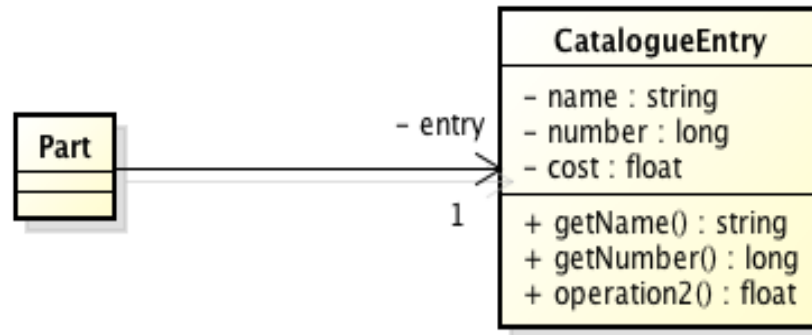 Part
- entry
1
CatalogueEntry
- name : string
- number : long
- cost : float
+ getName() : string
+ getNumber() : long
+ operation2() : float